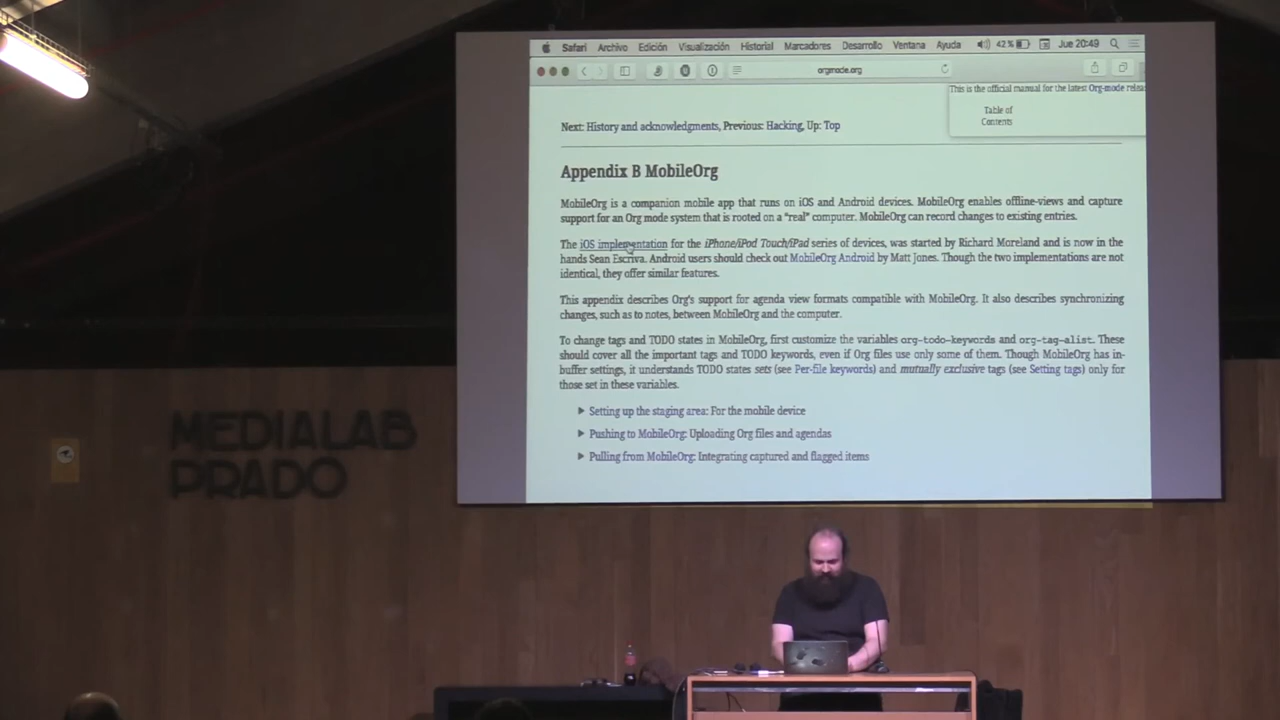 Safari Archivo Edición Visualización Historial Marcadores Desarrollo Ventana Ayuda 42% Jue 20:49
orgmode.org
This is the official manual for the latest Org-mode relea
Table of
Contents
Next: History and acknowledgments, Previous: Hacking, Up: Top
Appendix B MobileOrg
MobileOrg is a companion mobile app that runs on iOS and Android devices. MobileOrg enables offline-views and capture
support for an Org mode system that is rooted on a "real" computer. MobileOrg can record changes to existing entries.
The iOS implementation for the iPhone/iPod Touch/iPad series of devices, was started by Richard Moreland and is now in the
hands Sean Escriva. Android users should check out MobileOrg Android by Matt Jones. Though the two implementations are not
identical, they offer similar features.
This appendix describes Org's support for agenda view formats compatible with MobileOrg. It also describes synchronizing
changes, such as to notes, between MobileOrg and the computer.
To change tags and TODO states in MobileOrg, first customize the variables org-todo-keywords and org-tag-alist. These
should cover all the important tags and TODO keywords, even if Org files use only some of them. Though MobileOrg has in-
buffer settings, it understands TODO states sets (see Per-file keywords) and mutually exclusive tags (see Setting tags) only for
those set in these variables.
Setting up the staging area: For the mobile device
Pushing to MobileOrg: Uploading Org files and agendas
Pulling from MobileOrg: Integrating captured and flagged items
MEDIALAB
PRADO